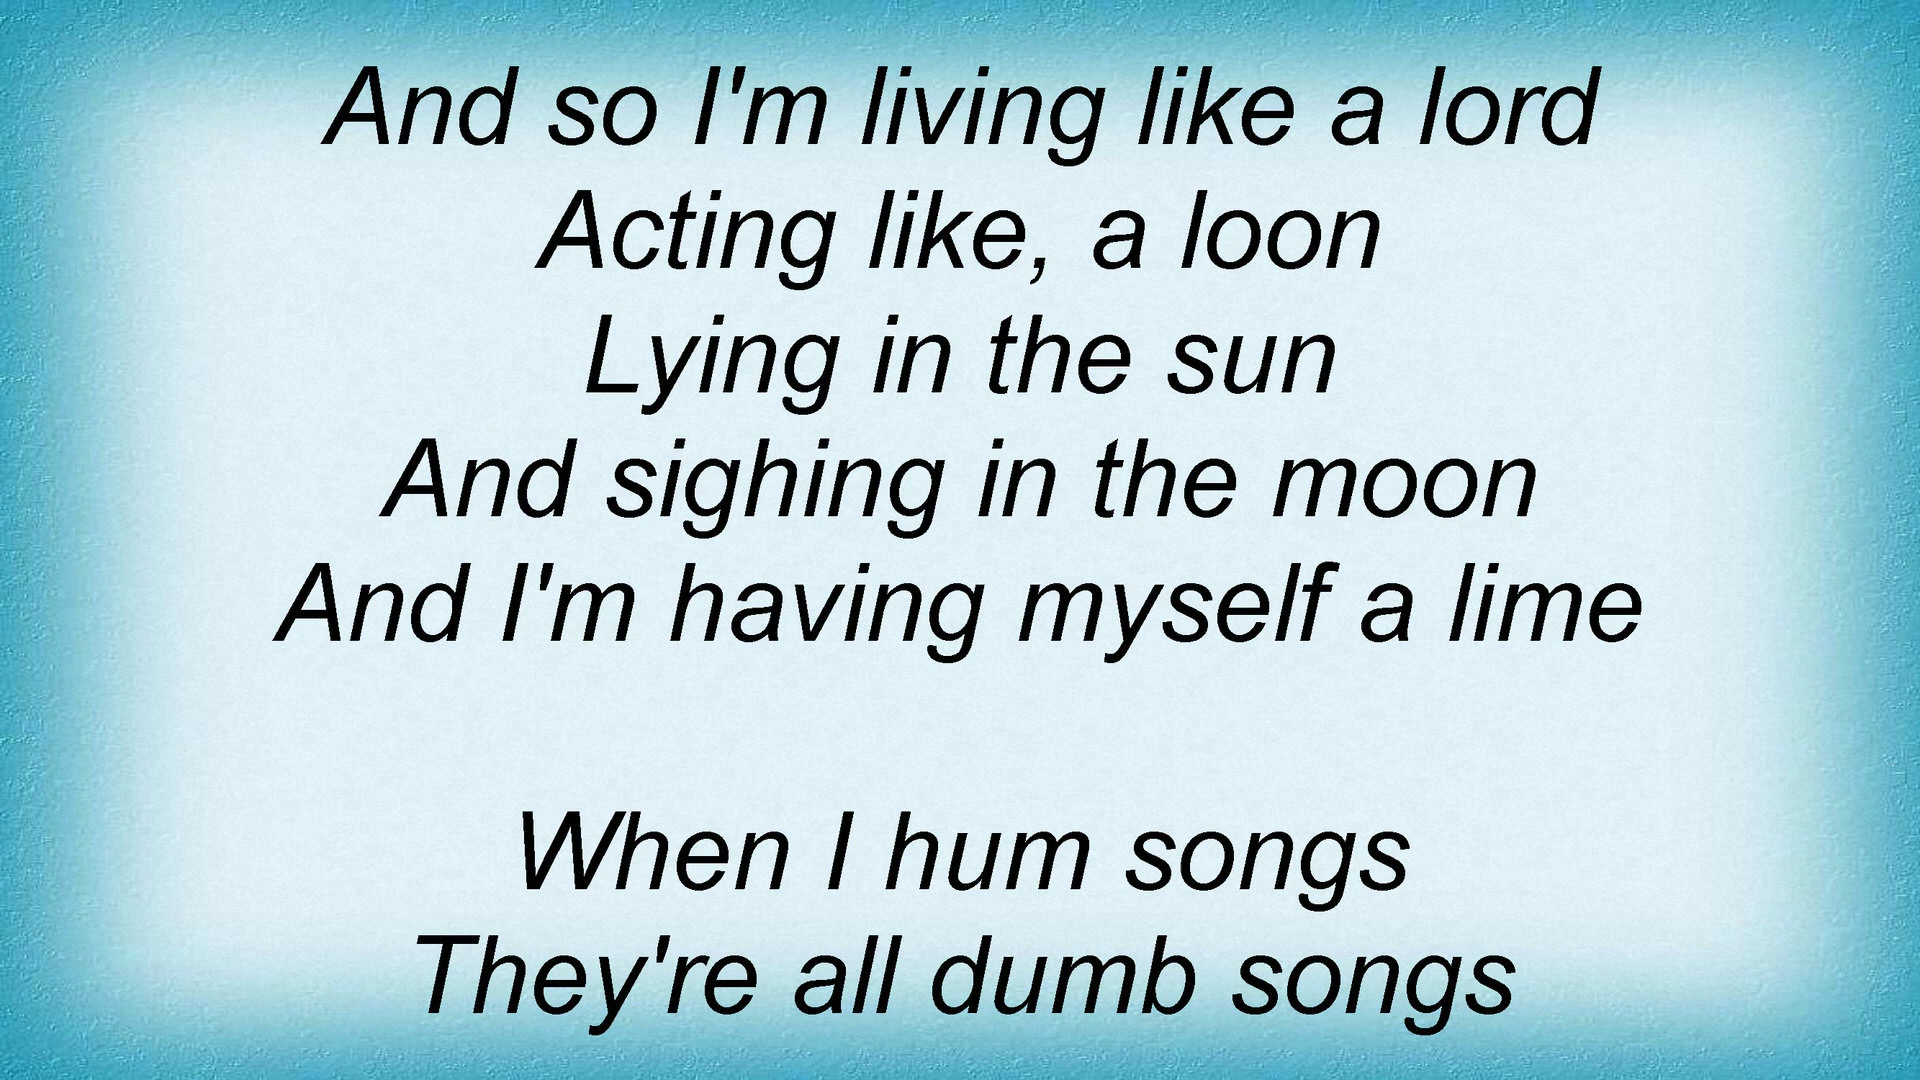 And so I'm living like a lord
Acting like, a loon
Lying in the sun
And sighing in the moon
And I'm having myself a lime
When I hum songs
They're all dumb songs